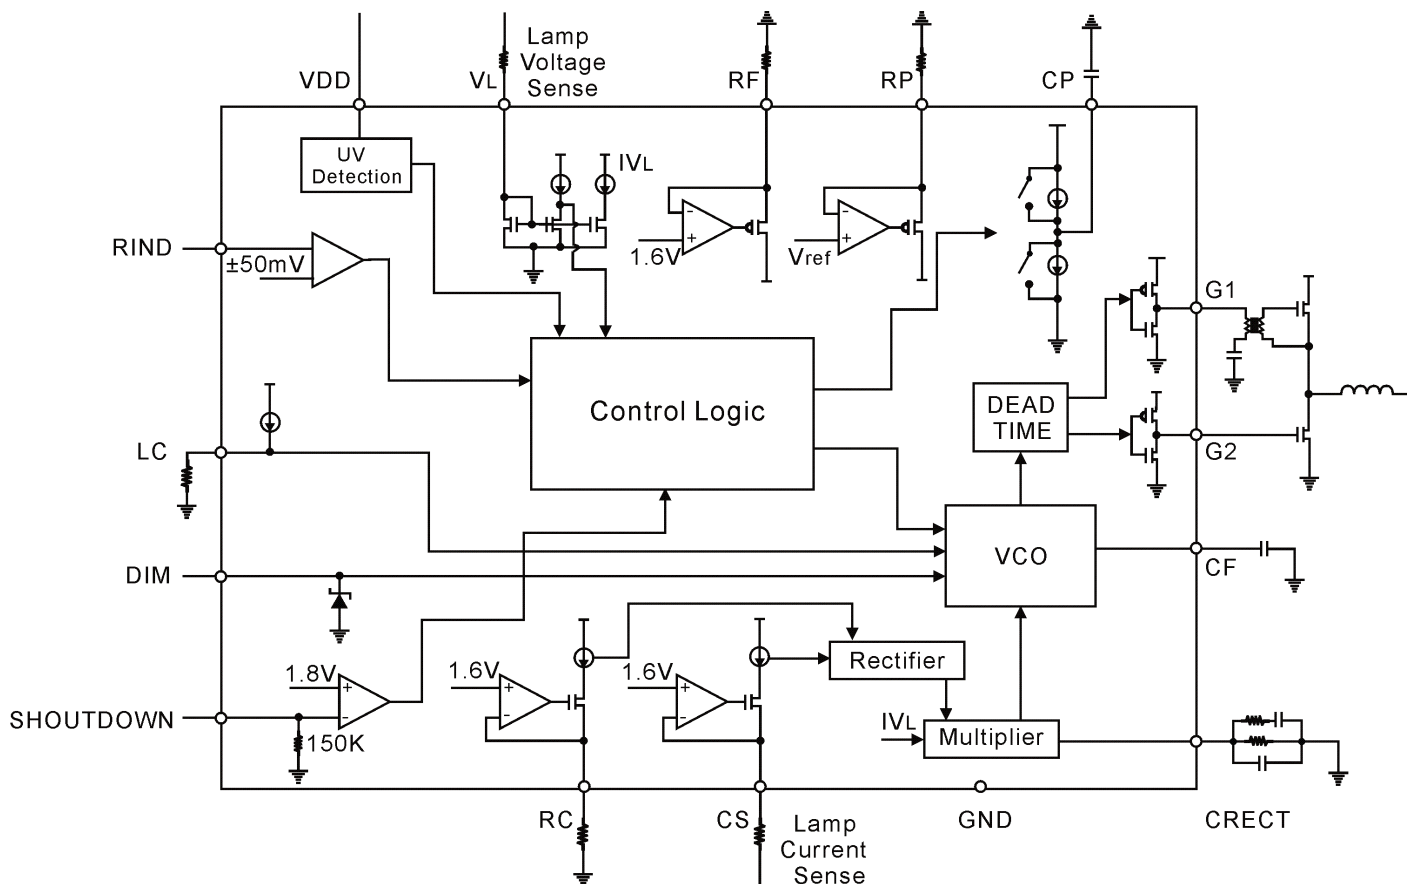 Lamp
Voltage
Sense
VDD
VL
RF
RP
CP
UV
Detection
IVL
RIND
±50mV
1.6V
Vref
G1
Control Logic
DEAD
TIME
LC
G2
VCO
CF
DIM
1.8V
1.6V
1.6V
Rectifier
SHOUTDOWN
150K
IVL
Multiplier
RC
CS
GND
CRECT
Lamp
Current
Sense